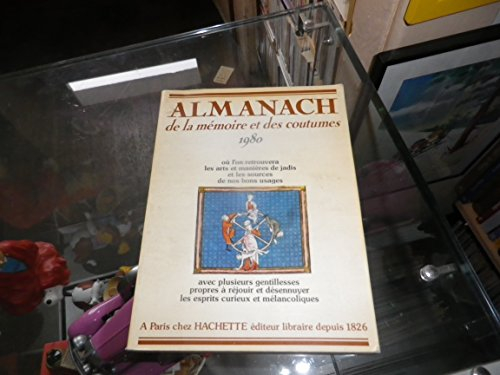 ALMANACH
de la mémoire et des coutumes
1980
où l'on retrouvera
les arts et manières de jadis
et les sources
de nos bons usages
avec plusieurs gentillesses
propres à réjouir et désennuyer
les esprits curieux et mélancoliques
A Paris chez HACHETTE éditeur libraire depuis 1826